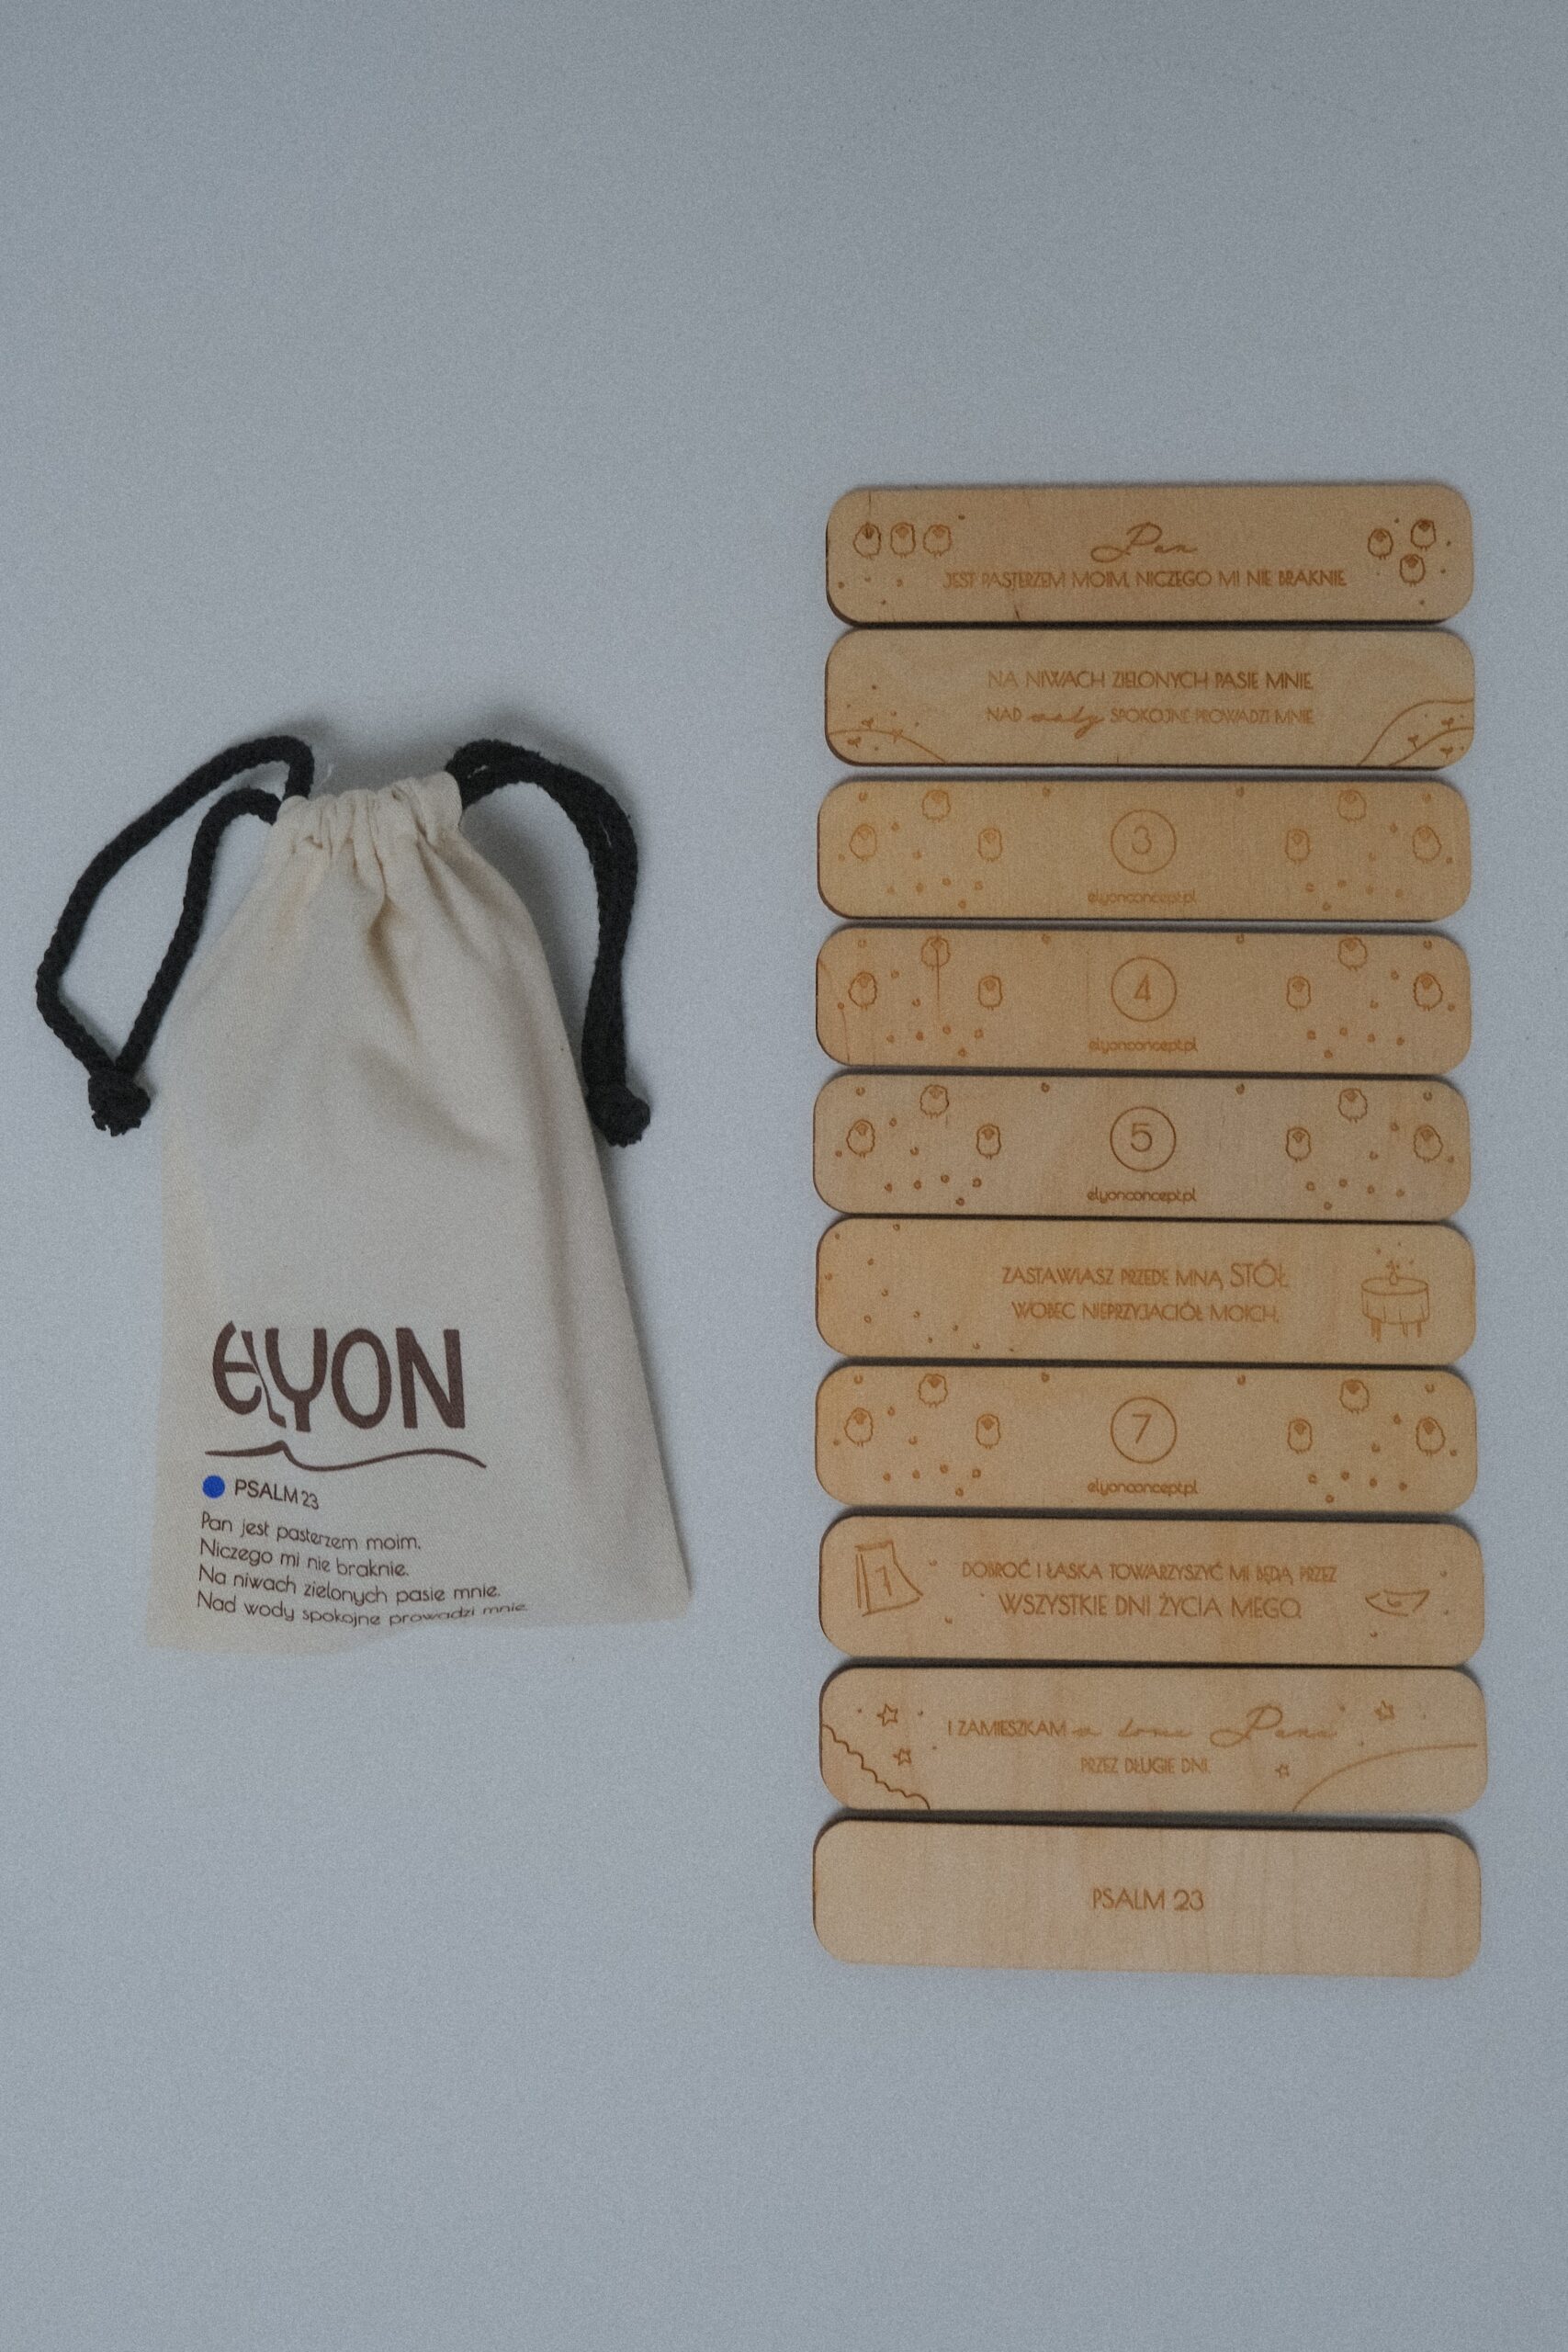 elyon
PSALM 23
Pan jest pasterzem moim.
Niczego mi nie braknie.
Na niwach zielonych pasie mnie.
Nad wody spokojne prowadzi mnie.
Pan
JEST PASTERZEM MOIM, NICZEGO MI NIE BRAKNIE.
NA NIWACH ZIELONYCH PASIE MNIE.
NAD wody SPOKOJNE PROWADZI MNIE.
3
elyonconcept.pl
4
elyonconcept.pl
5
elyonconcept.pl
ZASTAWIASZ PRZEDE MNĄ STÓŁ
WOBEC NIEPRZYJACIÓŁ MOICH,
7
elyonconcept.pl
1
DOBROĆ I ŁASKA TOWARZYSZYĆ MI BĘDĄ PRZEZ
WSZYSTKIE DNI ŻYCIA MEGO.
I ZAMIESZKAM w domu Pana
PRZEZ DŁUGIE DNI.
PSALM 23